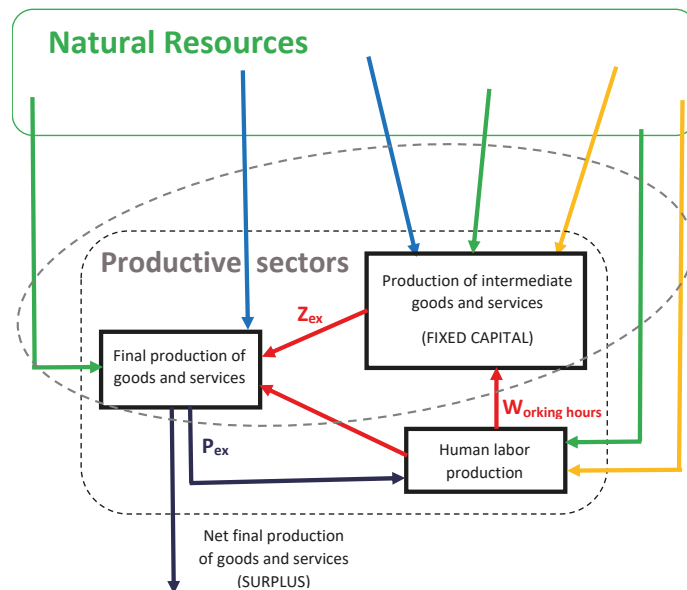 Natural Resources
Productive sectors
Production of intermediate
goods and services
(FIXED CAPITAL)
Zex
Final production of
goods and services
Working hours
Pex
Human labor
production
Net final production
of goods and services
(SURPLUS)